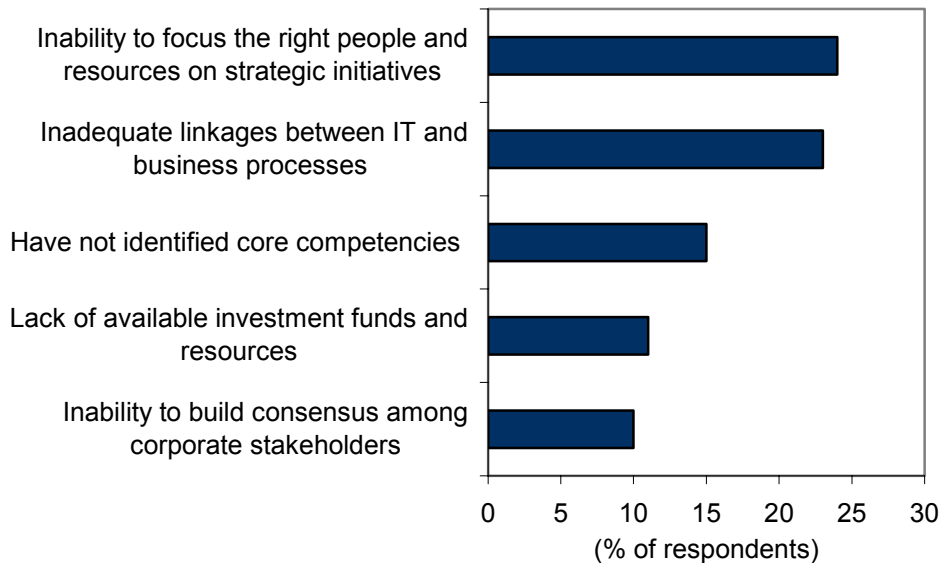 Inability to focus the right people and
resources on strategic initiatives
Inadequate linkages between IT and
business processes
Have not identified core competencies
Lack of available investment funds and
resources
Inability to build consensus among
corporate stakeholders
0 5 10 15 20 25 30
(% of respondents)